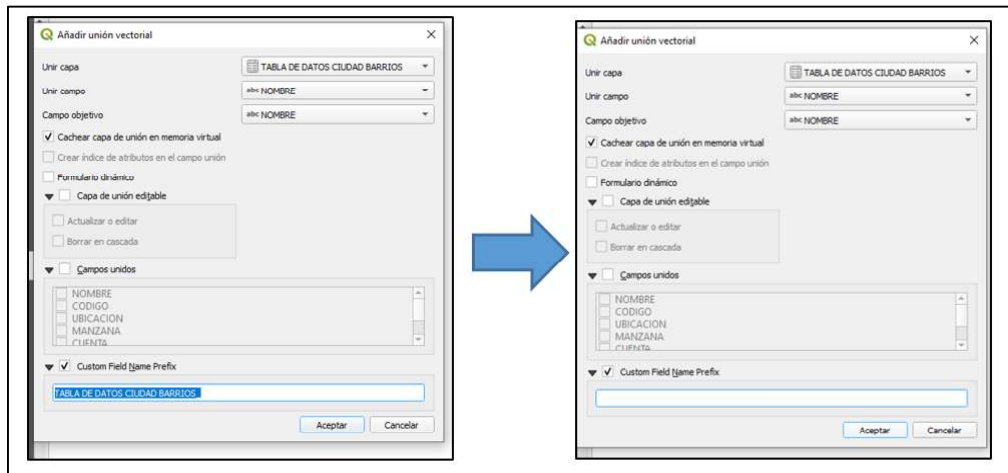 Añadir unión vectorial
Unir capa
TABLA DE DATOS CIUDAD BARRIOS
Unir campo
abc NOMBRE
Campo objetivo
abc NOMBRE
Cachear capa de unión en memoria virtual
Crear índice de atributos en el campo unión
Formulario dinámico
Capa de unión editable
Actualizar o editar
Borrar en cascada
Campos unidos
NOMBRE
CODIGO
UBICACION
MANZANA
CUENTA
Custom Field Name Prefix
TABLA DE DATOS CIUDAD BARRIOS_
Aceptar
Cancelar
Añadir unión vectorial
Unir capa
TABLA DE DATOS CIUDAD BARRIOS
Unir campo
abc NOMBRE
Campo objetivo
abc NOMBRE
Cachear capa de unión en memoria virtual
Crear índice de atributos en el campo unión
Formulario dinámico
Capa de unión editable
Actualizar o editar
Borrar en cascada
Campos unidos
NOMBRE
CODIGO
UBICACION
MANZANA
CUENTA
Custom Field Name Prefix
Aceptar
Cancelar